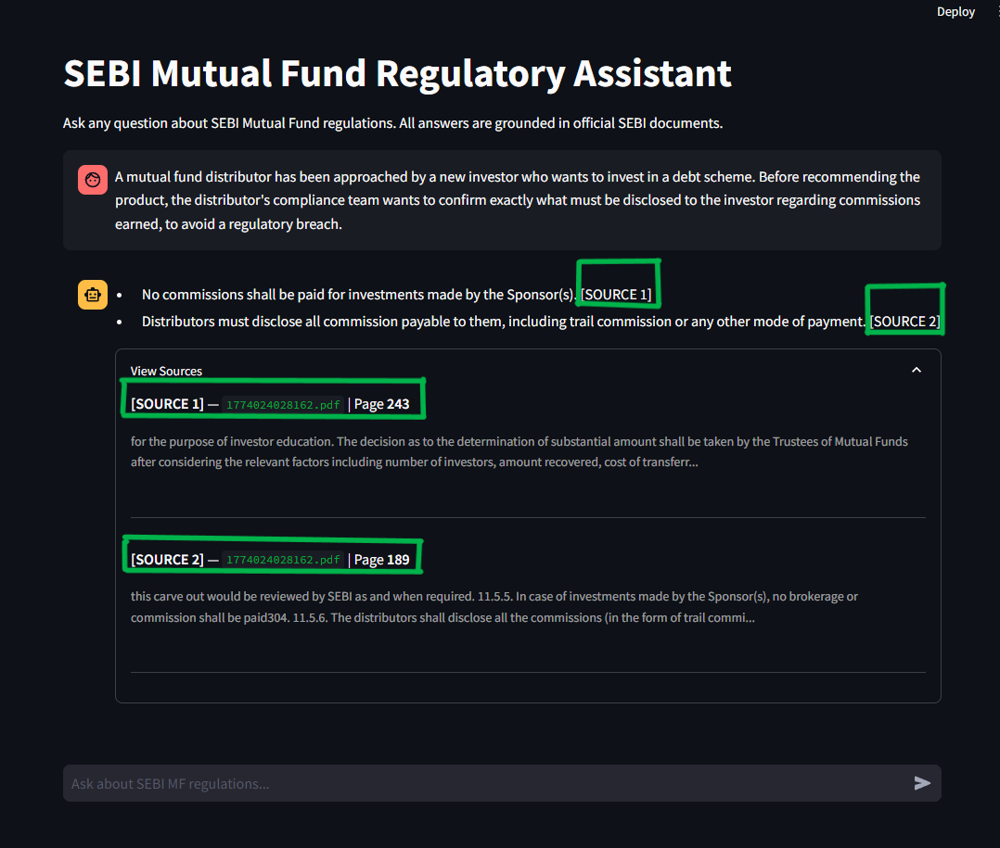 Deploy
SEBI Mutual Fund Regulatory Assistant
Ask any question about SEBI Mutual Fund regulations. All answers are grounded in official SEBI documents.
A mutual fund distributor has been approached by a new investor who wants to invest in a debt scheme. Before recommending the
product, the distributor's compliance team wants to confirm exactly what must be disclosed to the investor regarding commissions
earned, to avoid a regulatory breach.
• No commissions shall be paid for investments made by the Sponsor(s). [SOURCE 1]
• Distributors must disclose all commission payable to them, including trail commission or any other mode of payment. [SOURCE 2]
View Sources
[SOURCE 1] — 1774024028162.pdf | Page 243
for the purpose of investor education. The decision as to the determination of substantial amount shall be taken by the Trustees of Mutual Funds
after considering the relevant factors including number of investors, amount recovered, cost of transferr...
[SOURCE 2] — 1774024028162.pdf | Page 189
this carve out would be reviewed by SEBI as and when required. 11.5.5. In case of investments made by the Sponsor(s), no brokerage or
commission shall be paid304. 11.5.6. The distributors shall disclose all the commissions (in the form of trail commi...
Ask about SEBI MF regulations...